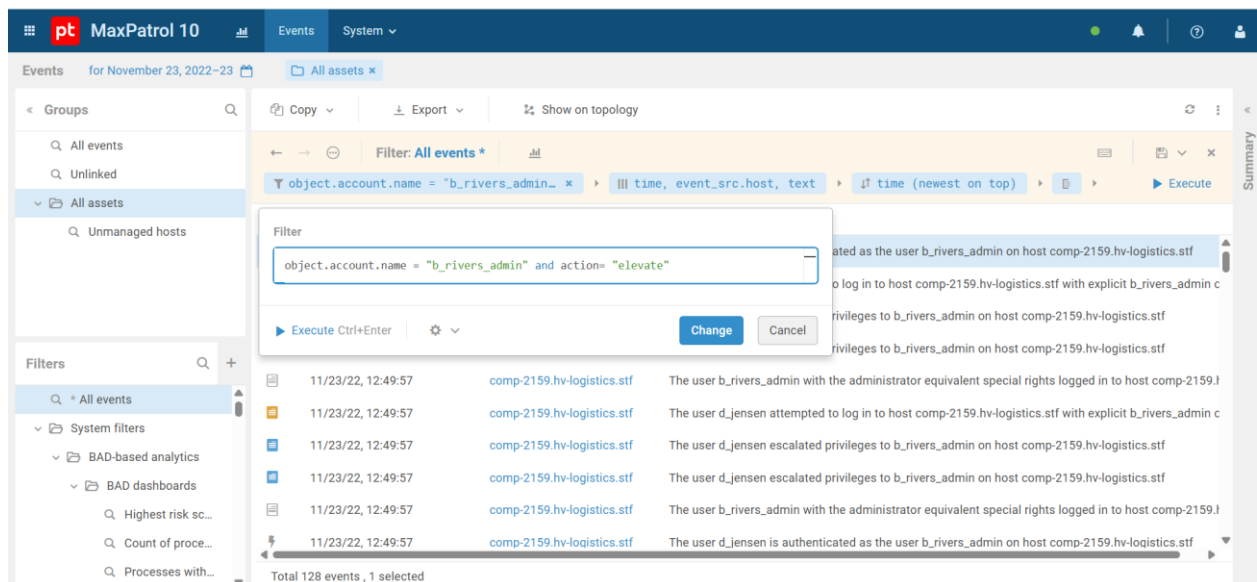 pt MaxPatrol 10 Events System
Events for November 23, 2022–23 All assets ×
« Groups
All events
Unlinked
All assets
Unmanaged hosts
Copy Export Show on topology
Filter: All events *
object.account.name = "b_rivers_admin… × time, event_src.host, text time (newest on top) Execute
Summary
Filter
object.account.name = "b_rivers_admin" and action= "elevate"
Execute Ctrl+Enter Change Cancel
ated as the user b_rivers_admin on host comp-2159.hv-logistics.stf
o log in to host comp-2159.hv-logistics.stf with explicit b_rivers_admin c
rivileges to b_rivers_admin on host comp-2159.hv-logistics.stf
rivileges to b_rivers_admin on host comp-2159.hv-logistics.stf
11/23/22, 12:49:57 comp-2159.hv-logistics.stf The user b_rivers_admin with the administrator equivalent special rights logged in to host comp-2159.h
11/23/22, 12:49:57 comp-2159.hv-logistics.stf The user d_jensen attempted to log in to host comp-2159.hv-logistics.stf with explicit b_rivers_admin c
11/23/22, 12:49:57 comp-2159.hv-logistics.stf The user d_jensen escalated privileges to b_rivers_admin on host comp-2159.hv-logistics.stf
11/23/22, 12:49:57 comp-2159.hv-logistics.stf The user d_jensen escalated privileges to b_rivers_admin on host comp-2159.hv-logistics.stf
11/23/22, 12:49:57 comp-2159.hv-logistics.stf The user b_rivers_admin with the administrator equivalent special rights logged in to host comp-2159.h
11/23/22, 12:49:57 comp-2159.hv-logistics.stf The user d_jensen is authenticated as the user b_rivers_admin on host comp-2159.hv-logistics.stf
Total 128 events , 1 selected
Filters +
* All events
System filters
BAD-based analytics
BAD dashboards
Highest risk sc...
Count of proce...
Processes with...